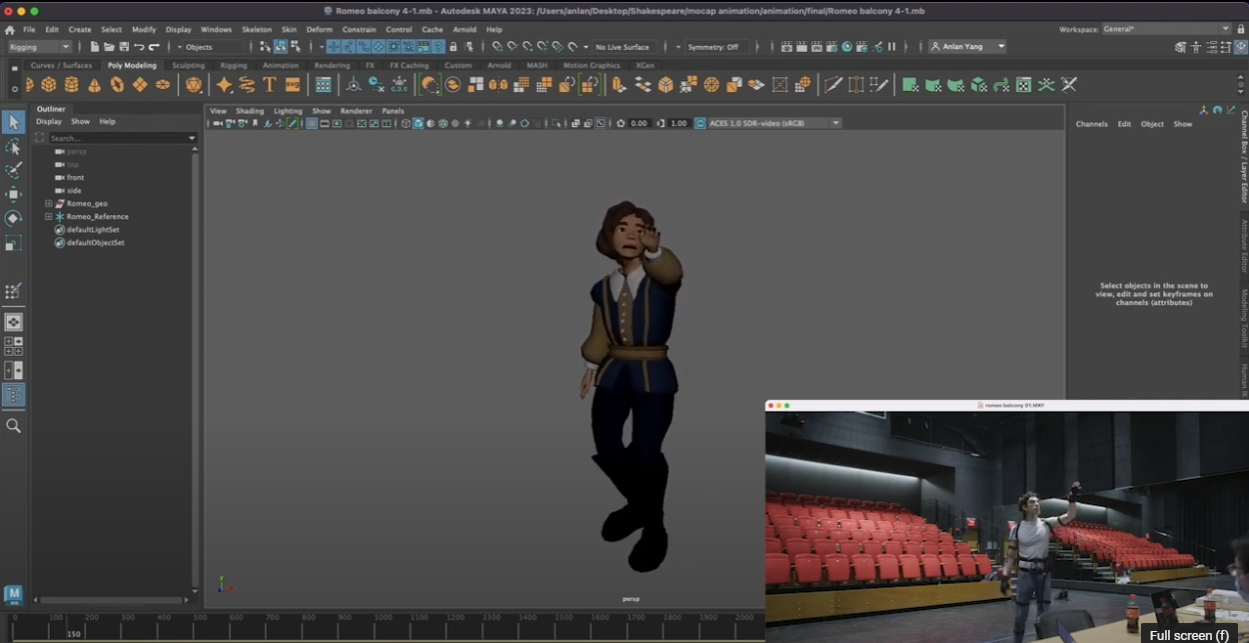 Romeo balcony 4-1.mb - Autodesk MAYA 2023: /Users/anlan/Desktop/Shakespeare/mocap animation/animation/final/Romeo balcony 4-1.mb
File Edit Create Select Modify Display Windows Skeleton Skin Deform Constrain Control Cache Arnold Help
Workspace: General*
Rigging
Objects
No Live Surface
Symmetry: Off
Anlan Yang
Curves / Surfaces Poly Modeling Sculpting Rigging Animation Rendering FX FX Caching Custom Arnold MASH Motion Graphics XGen
Outliner
Display Show Help
Search...
persp
top
front
side
Romeo_geo
Romeo_Reference
defaultLightSet
defaultObjectSet
View Shading Lighting Show Renderer Panels
0.00
1.00
ACES 1.0 SDR-video (sRGB)
persp
Channels Edit Object Show
Select objects in the scene to
view, edit and set keyframes on
channels (attributes)
Channel Box / Layer Editor
Attribute Editor
Modeling Toolkit
romeo balcony 01.MXF
0 100 200 300 400 500 600 700 800 900 1000 1100 1200 1300 1400 1500 1600 1700 1800 1900 2000
150
Full screen (f)